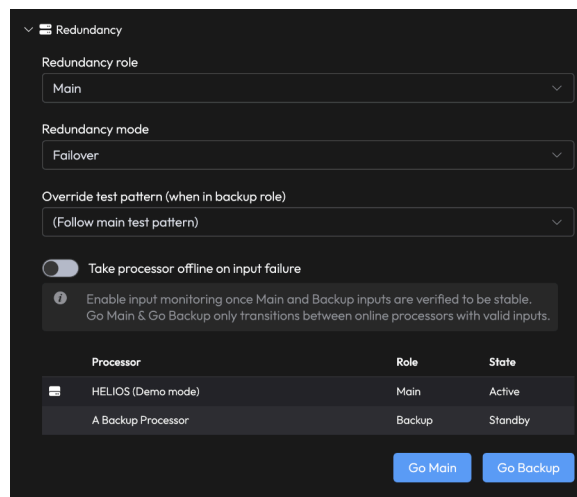 Redundancy
Redundancy role
Main
Redundancy mode
Failover
Override test pattern (when in backup role)
(Follow main test pattern)
Take processor offline on input failure
Enable input monitoring once Main and Backup inputs are verified to be stable.
Go Main & Go Backup only transitions between online processors with valid inputs.
Processor Role State
HELIOS (Demo mode) Main Active
A Backup Processor Backup Standby
Go Main Go Backup